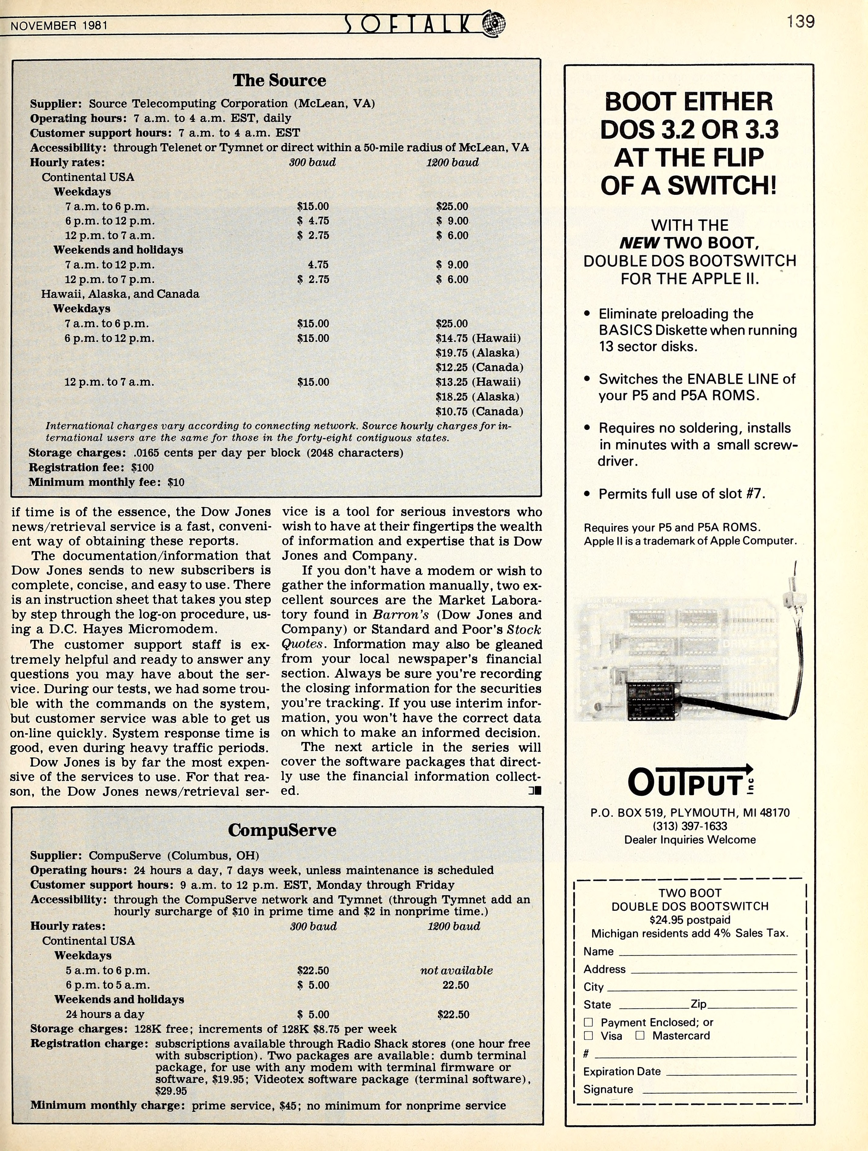 NOVEMBER 1981
SOFTALK
139
The Source
Supplier: Source Telecomputing Corporation (McLean, VA)
Operating hours: 7 a.m. to 4 a.m. EST, daily
Customer support hours: 7 a.m. to 4 a.m. EST
Accessibility: through Telenet or Tymnet or direct within a 50-mile radius of McLean, VA
Hourly rates: 300 baud 1200 baud
Continental USA
Weekdays
7 a.m. to 6 p.m. $15.00 $25.00
6 p.m. to 12 p.m. $ 4.75 $ 9.00
12 p.m. to 7 a.m. $ 2.75 $ 6.00
Weekends and holidays
7 a.m. to 12 p.m. 4.75 $ 9.00
12 p.m. to 7 p.m. $ 2.75 $ 6.00
Hawaii, Alaska, and Canada
Weekdays
7 a.m. to 6 p.m. $15.00 $25.00
6 p.m. to 12 p.m. $15.00 $14.75 (Hawaii)
$19.75 (Alaska)
$12.25 (Canada)
12 p.m. to 7 a.m. $15.00 $13.25 (Hawaii)
$18.25 (Alaska)
$10.75 (Canada)
International charges vary according to connecting network. Source hourly charges for in-
ternational users are the same for those in the forty-eight contiguous states.
Storage charges: .0165 cents per day per block (2048 characters)
Registration fee: $100
Minimum monthly fee: $10
if time is of the essence, the Dow Jones
news/retrieval service is a fast, conveni-
ent way of obtaining these reports.
The documentation/information that
Dow Jones sends to new subscribers is
complete, concise, and easy to use. There
is an instruction sheet that takes you step
by step through the log-on procedure, us-
ing a D.C. Hayes Micromodem.
The customer support staff is ex-
tremely helpful and ready to answer any
questions you may have about the ser-
vice. During our tests, we had some trou-
ble with the commands on the system,
but customer service was able to get us
on-line quickly. System response time is
good, even during heavy traffic periods.
Dow Jones is by far the most expen-
sive of the services to use. For that rea-
son, the Dow Jones news/retrieval ser-
vice is a tool for serious investors who
wish to have at their fingertips the wealth
of information and expertise that is Dow
Jones and Company.
If you don't have a modem or wish to
gather the information manually, two ex-
cellent sources are the Market Labora-
tory found in Barron's (Dow Jones and
Company) or Standard and Poor's Stock
Quotes. Information may also be gleaned
from your local newspaper's financial
section. Always be sure you're recording
the closing information for the securities
you're tracking. If you use interim infor-
mation, you won't have the correct data
on which to make an informed decision.
The next article in the series will
cover the software packages that direct-
ly use the financial information collect-
ed.
CompuServe
Supplier: CompuServe (Columbus, OH)
Operating hours: 24 hours a day, 7 days week, unless maintenance is scheduled
Customer support hours: 9 a.m. to 12 p.m. EST, Monday through Friday
Accessibility: through the CompuServe network and Tymnet (through Tymnet add an
hourly surcharge of $10 in prime time and $2 in nonprime time.)
Hourly rates: 300 baud 1200 baud
Continental USA
Weekdays
5 a.m. to 6 p.m. $22.50 not available
6 p.m. to 5 a.m. $ 5.00 22.50
Weekends and holidays
24 hours a day $ 5.00 $22.50
Storage charges: 128K free; increments of 128K $8.75 per week
Registration charge: subscriptions available through Radio Shack stores (one hour free
with subscription). Two packages are available: dumb terminal
package, for use with any modem with terminal firmware or
software, $19.95; Videotex software package (terminal software),
$29.95
Minimum monthly charge: prime service, $45; no minimum for nonprime service
BOOT EITHER
DOS 3.2 OR 3.3
AT THE FLIP
OF A SWITCH!
WITH THE
NEW TWO BOOT,
DOUBLE DOS BOOTSWITCH
FOR THE APPLE II.
• Eliminate preloading the
BASICS Diskette when running
13 sector disks.
• Switches the ENABLE LINE of
your P5 and P5A ROMS.
• Requires no soldering, installs
in minutes with a small screw-
driver.
• Permits full use of slot #7.
Requires your P5 and P5A ROMS.
Apple II is a trademark of Apple Computer.
OUTPUT inc
P.O. BOX 519, PLYMOUTH, MI 48170
(313) 397-1633
Dealer Inquiries Welcome
TWO BOOT
DOUBLE DOS BOOTSWITCH
$24.95 postpaid
Michigan residents add 4% Sales Tax.
Name
Address
City
State Zip
☐ Payment Enclosed; or
☐ Visa ☐ Mastercard
#
Expiration Date
Signature